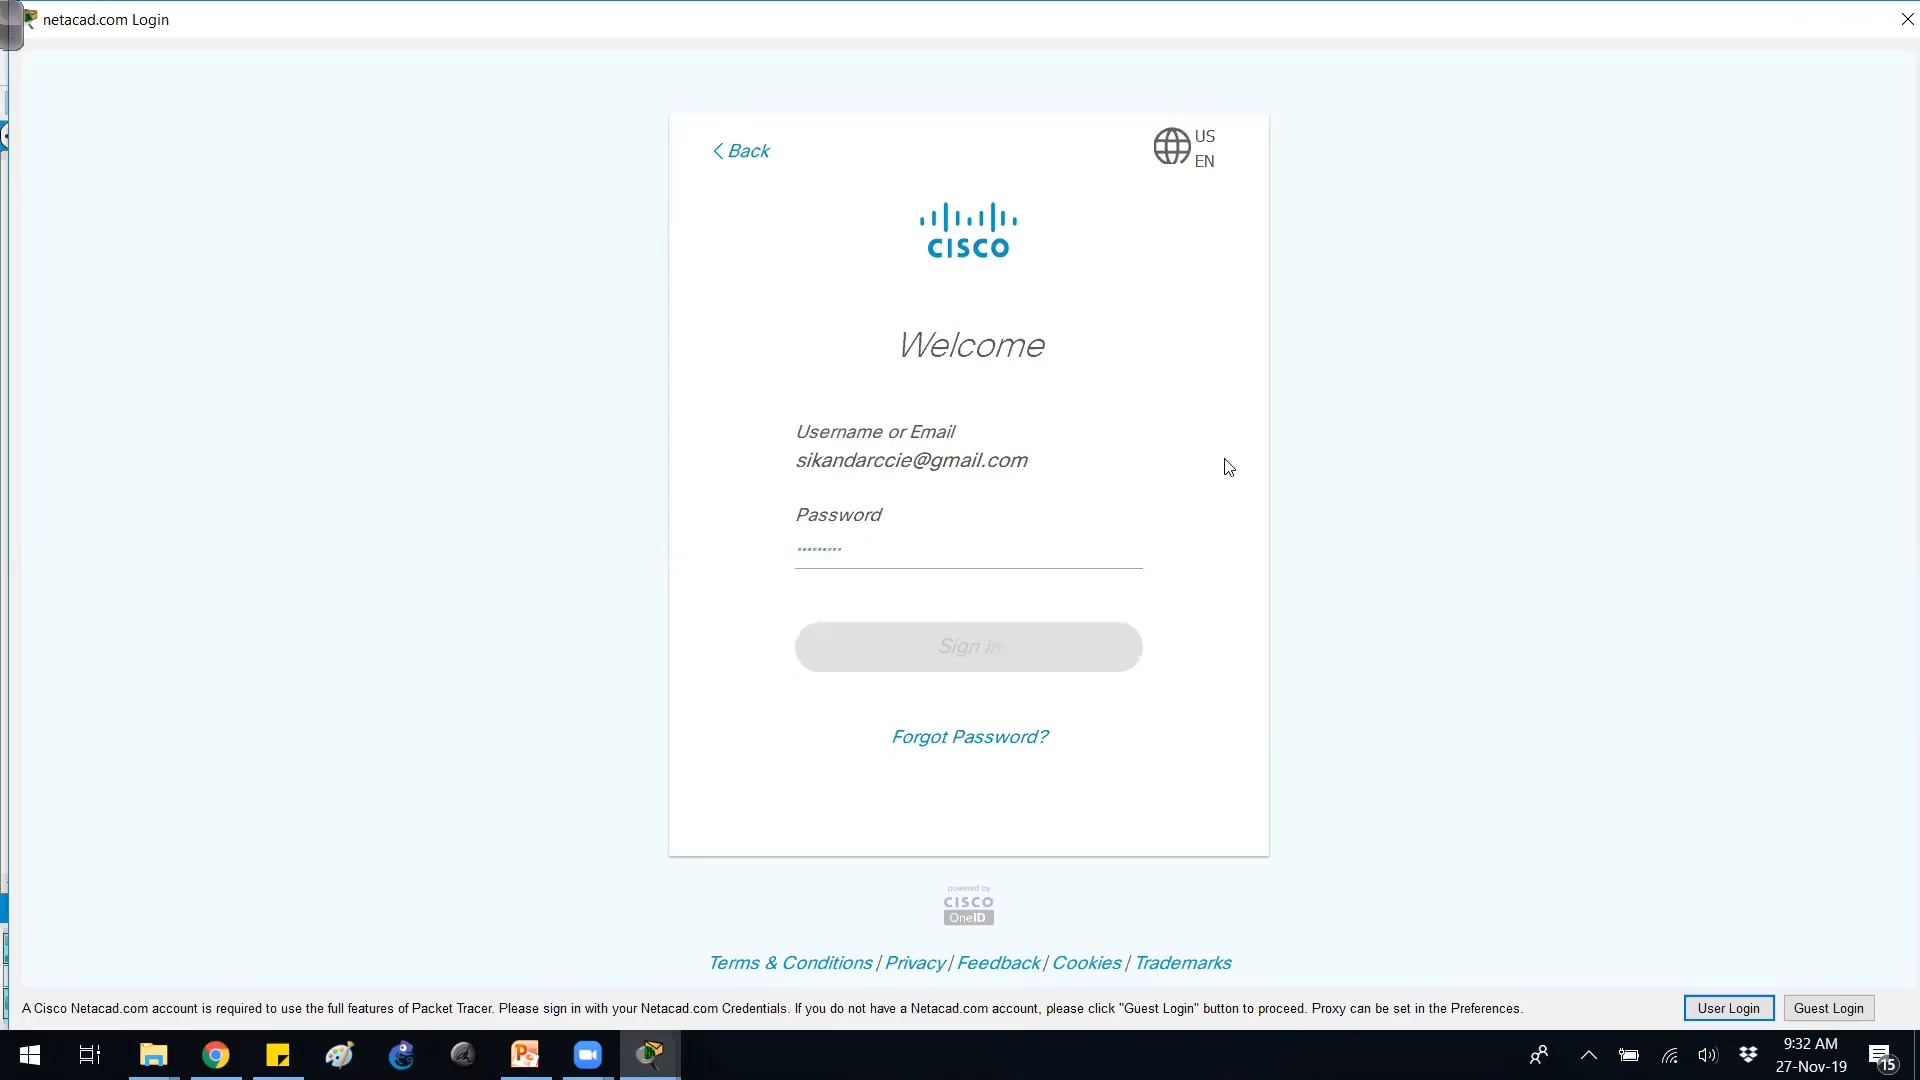 netacad.com Login
< Back
US
EN
CISCO
Welcome
Username or Email
sikandarccie@gmail.com
Password
Sign in
Forgot Password?
powered by
CISCO
OneID
Terms & Conditions | Privacy | Feedback | Cookies | Trademarks
A Cisco Netacad.com account is required to use the full features of Packet Tracer. Please sign in with your Netacad.com Credentials. If you do not have a Netacad.com account, please click "Guest Login" button to proceed. Proxy can be set in the Preferences.
User Login
Guest Login
9:32 AM
27-Nov-19
15